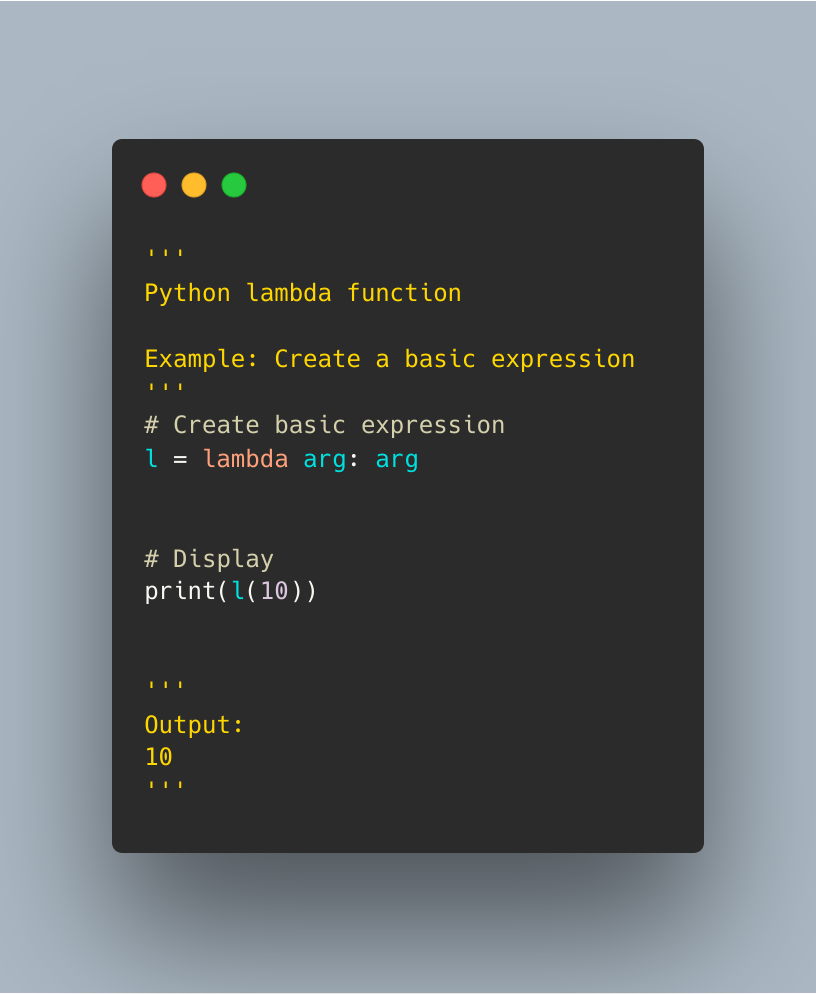 '''
Python lambda function
Example: Create a basic expression
'''
# Create basic expression
l = lambda arg: arg
# Display
print(l(10))
'''
Output:
10
'''